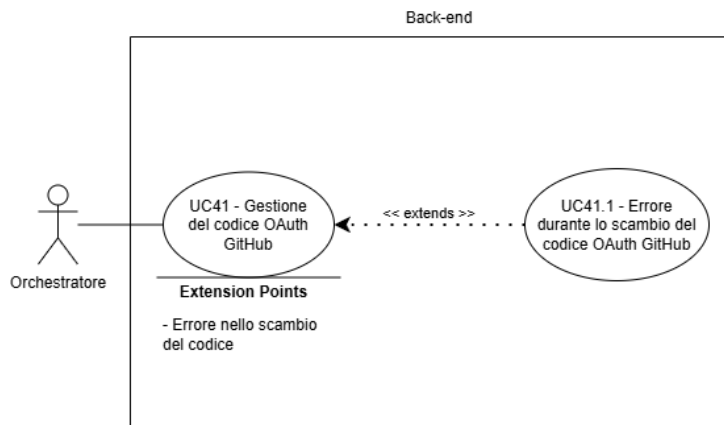 Back-end
UC41 - Gestione
del codice OAuth
GitHub
<< extends >>
UC41.1 - Errore
durante lo scambio del
codice OAuth GitHub
Orchestratore
Extension Points
- Errore nello scambio
del codice